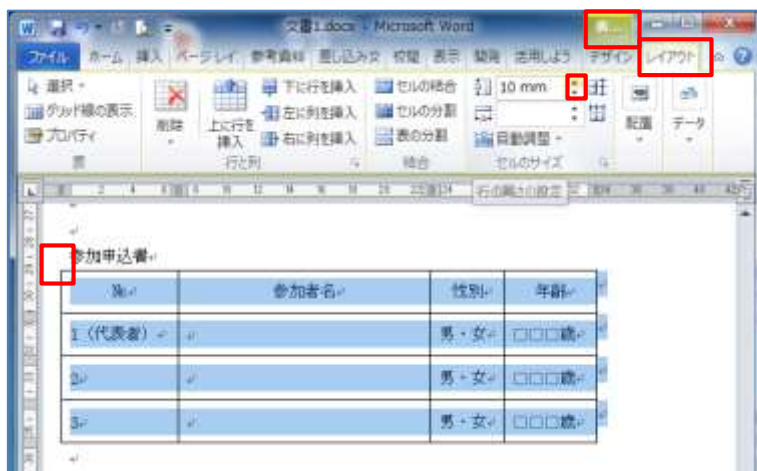 文書1.docx - Microsoft Word
ファイル ホーム 挿入 ページレイ 参考資料 差し込み文 校閲 表示 開発 活用しよう デザイン レイアウト
選択
グリッド線の表示
プロパティ
表
削除
上に行を
挿入
下に行を挿入
左に列を挿入
右に列を挿入
行と列
セルの結合
セルの分割
表の分割
結合
10 mm
自動調整
セルのサイズ
配置
データ
行の高さの設定
参加申込書
№ 参加者名 性別 年齢
1（代表者） 男・女 □□□歳
2 男・女 □□□歳
3 男・女 □□□歳